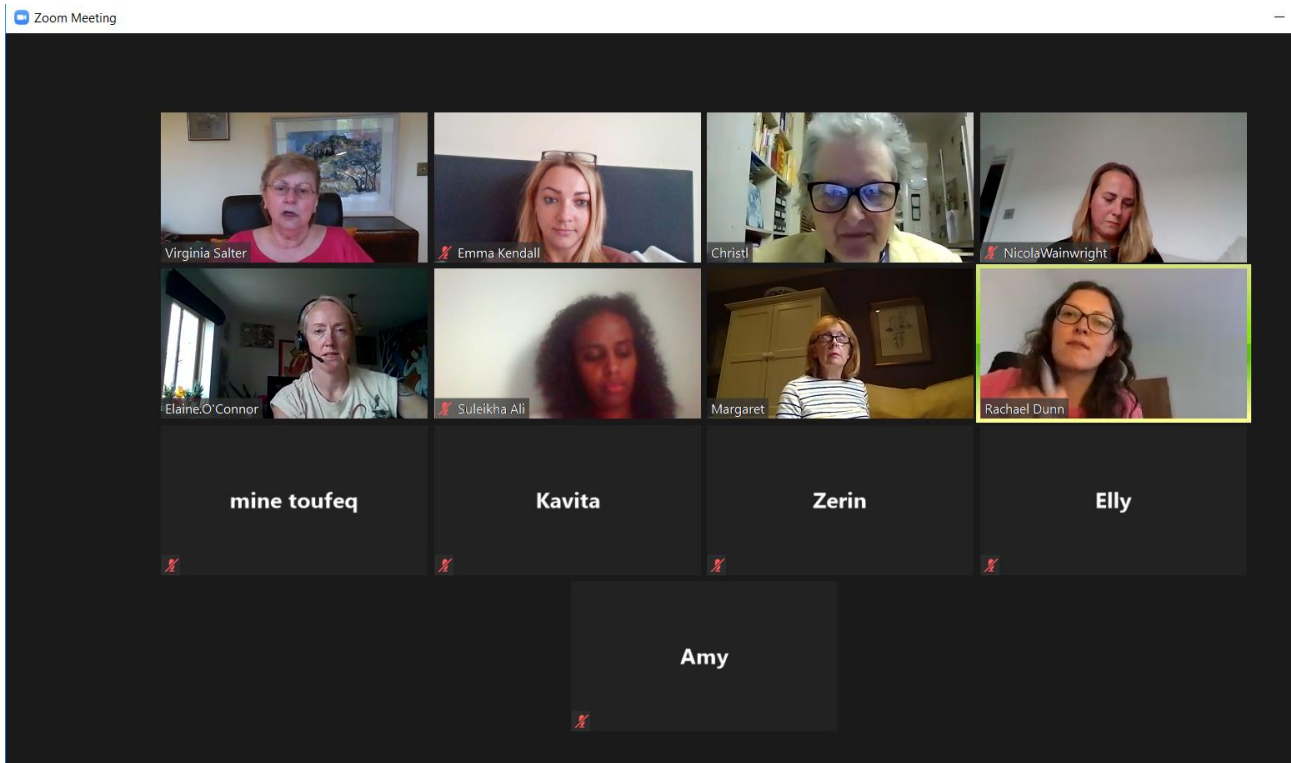 Zoom Meeting
Virginia Salter
Emma Kendall
Christl
NicolaWainwright
Elaine.O'Connor
Suleikha Ali
Margaret
Rachael Dunn
mine toufeq
Kavita
Zerin
Elly
Amy